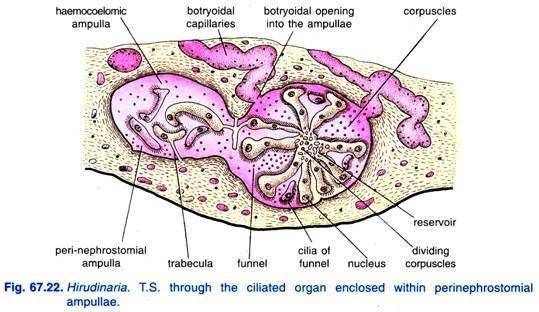 haemocoelomic
ampulla
botryoidal
capillaries
botryoidal opening
into the ampullae
corpuscles
peri-nephrostomial
ampulla
trabecula
funnel
cilia of
funnel
nucleus
dividing
corpuscles
reservoir
Fig. 67.22. Hirudinaria. T.S. through the ciliated organ enclosed within perinephrostomial
ampullae.